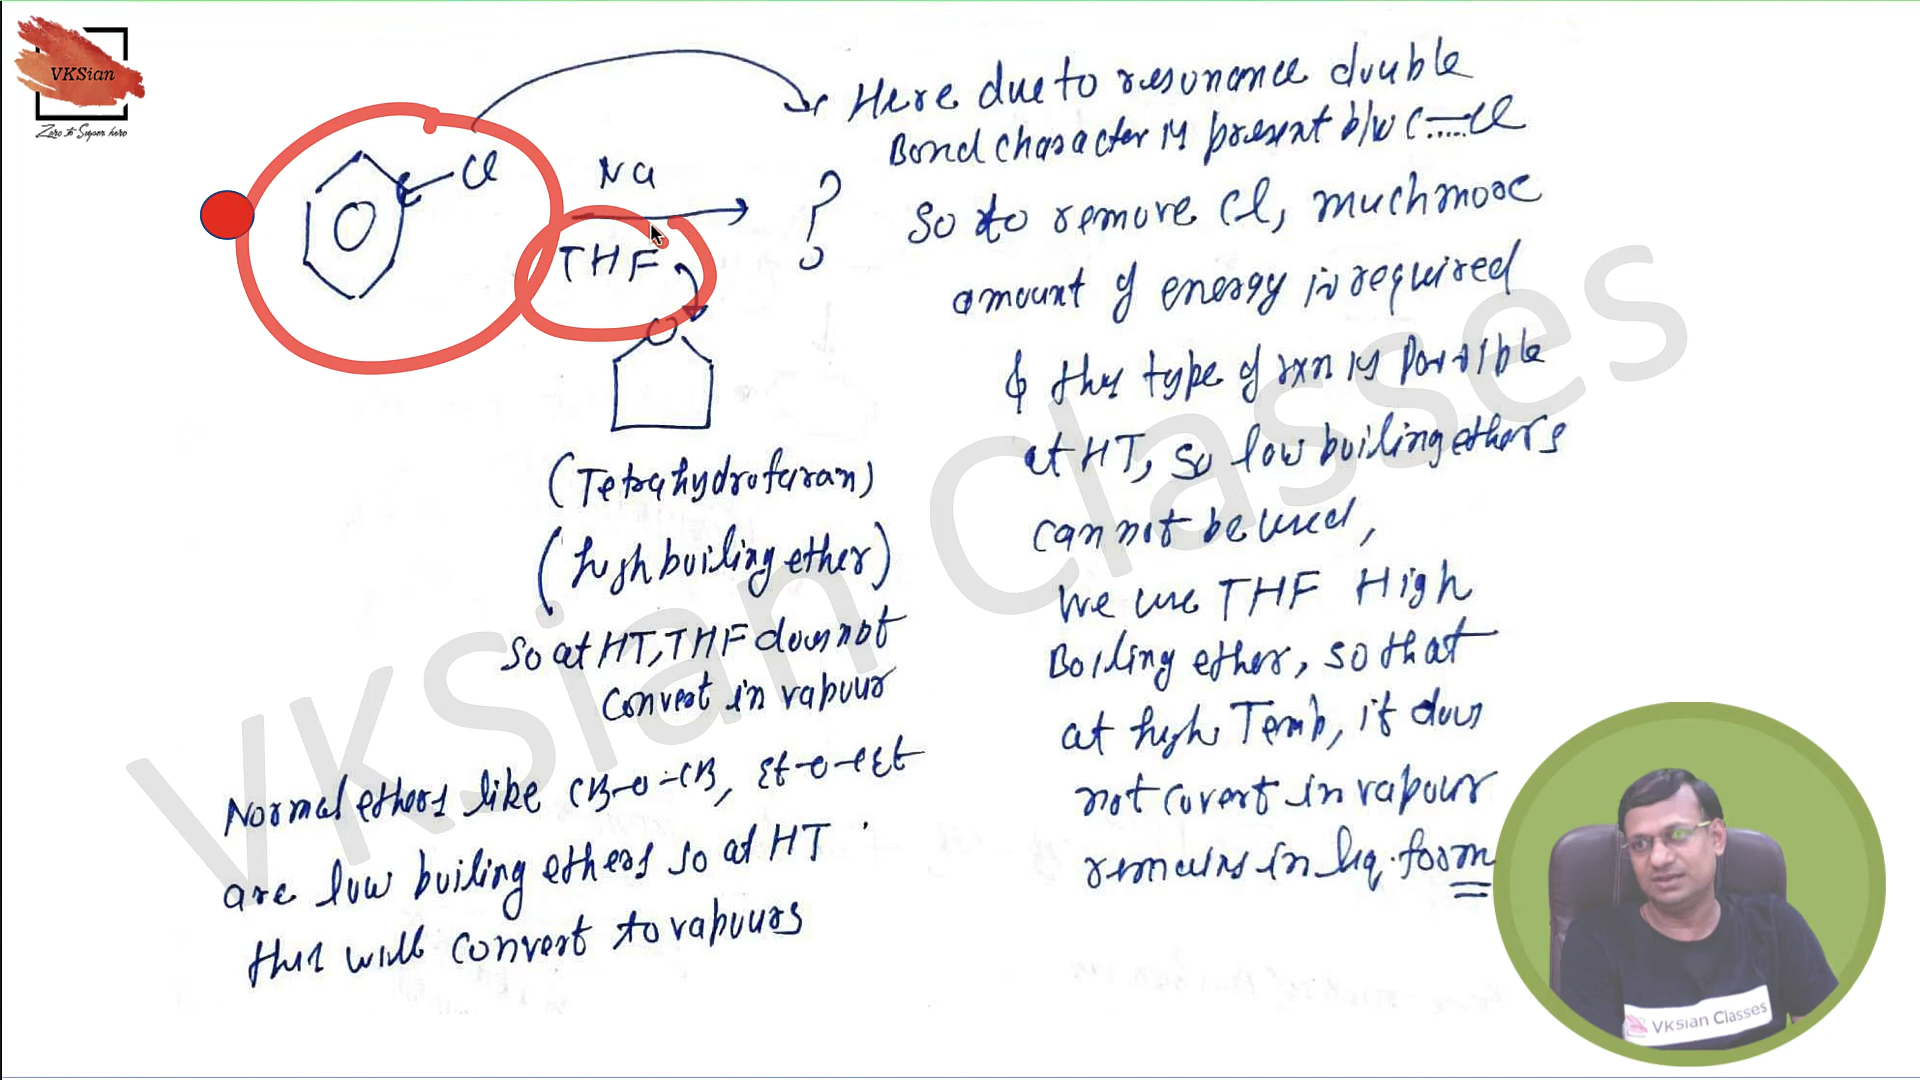 VKSian
Zero to Super hero
Cl
Na
THF
?
O
(Tetrahydrofuran)
(high boiling ether)
So at HT, THF does not
convert in vapour
Normal ethers like CH3-O-CH3, Et-O-Et
are low boiling ethers so at HT
this will convert to vapours
Here due to resonance double
Bond character is present b/w C-Cl
So to remove Cl, much more
amount of energy is required
& this type of rxn is possible
at HT, so low boiling ethers
can not be used,
We use THF High
Boiling ether, so that
at high Temp, it does
not covert in vapour
remains in liq. form
VKSian Classes
VKSian Classes